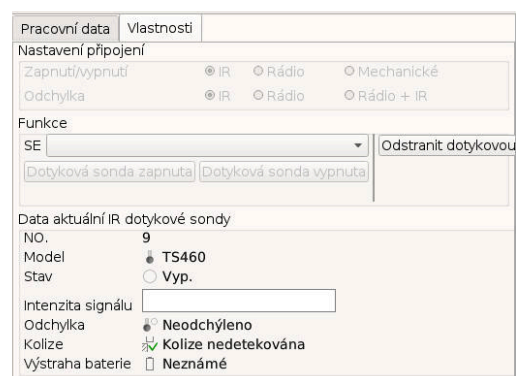 Pracovní data Vlastnosti
Nastavení připojení
Zapnutí/vypnutí IR Rádio Mechanické
Odchylka IR Rádio Rádio + IR
Funkce
SE Odstranit dotykovou
Dotyková sonda zapnuta Dotyková sonda vypnuta
Data aktuální IR dotykové sondy
NO. 9
Model TS460
Stav Vyp.
Intenzita signálu
Odchylka Neodchýleno
Kolize Kolize nedetekována
Výstraha baterie Neznámé